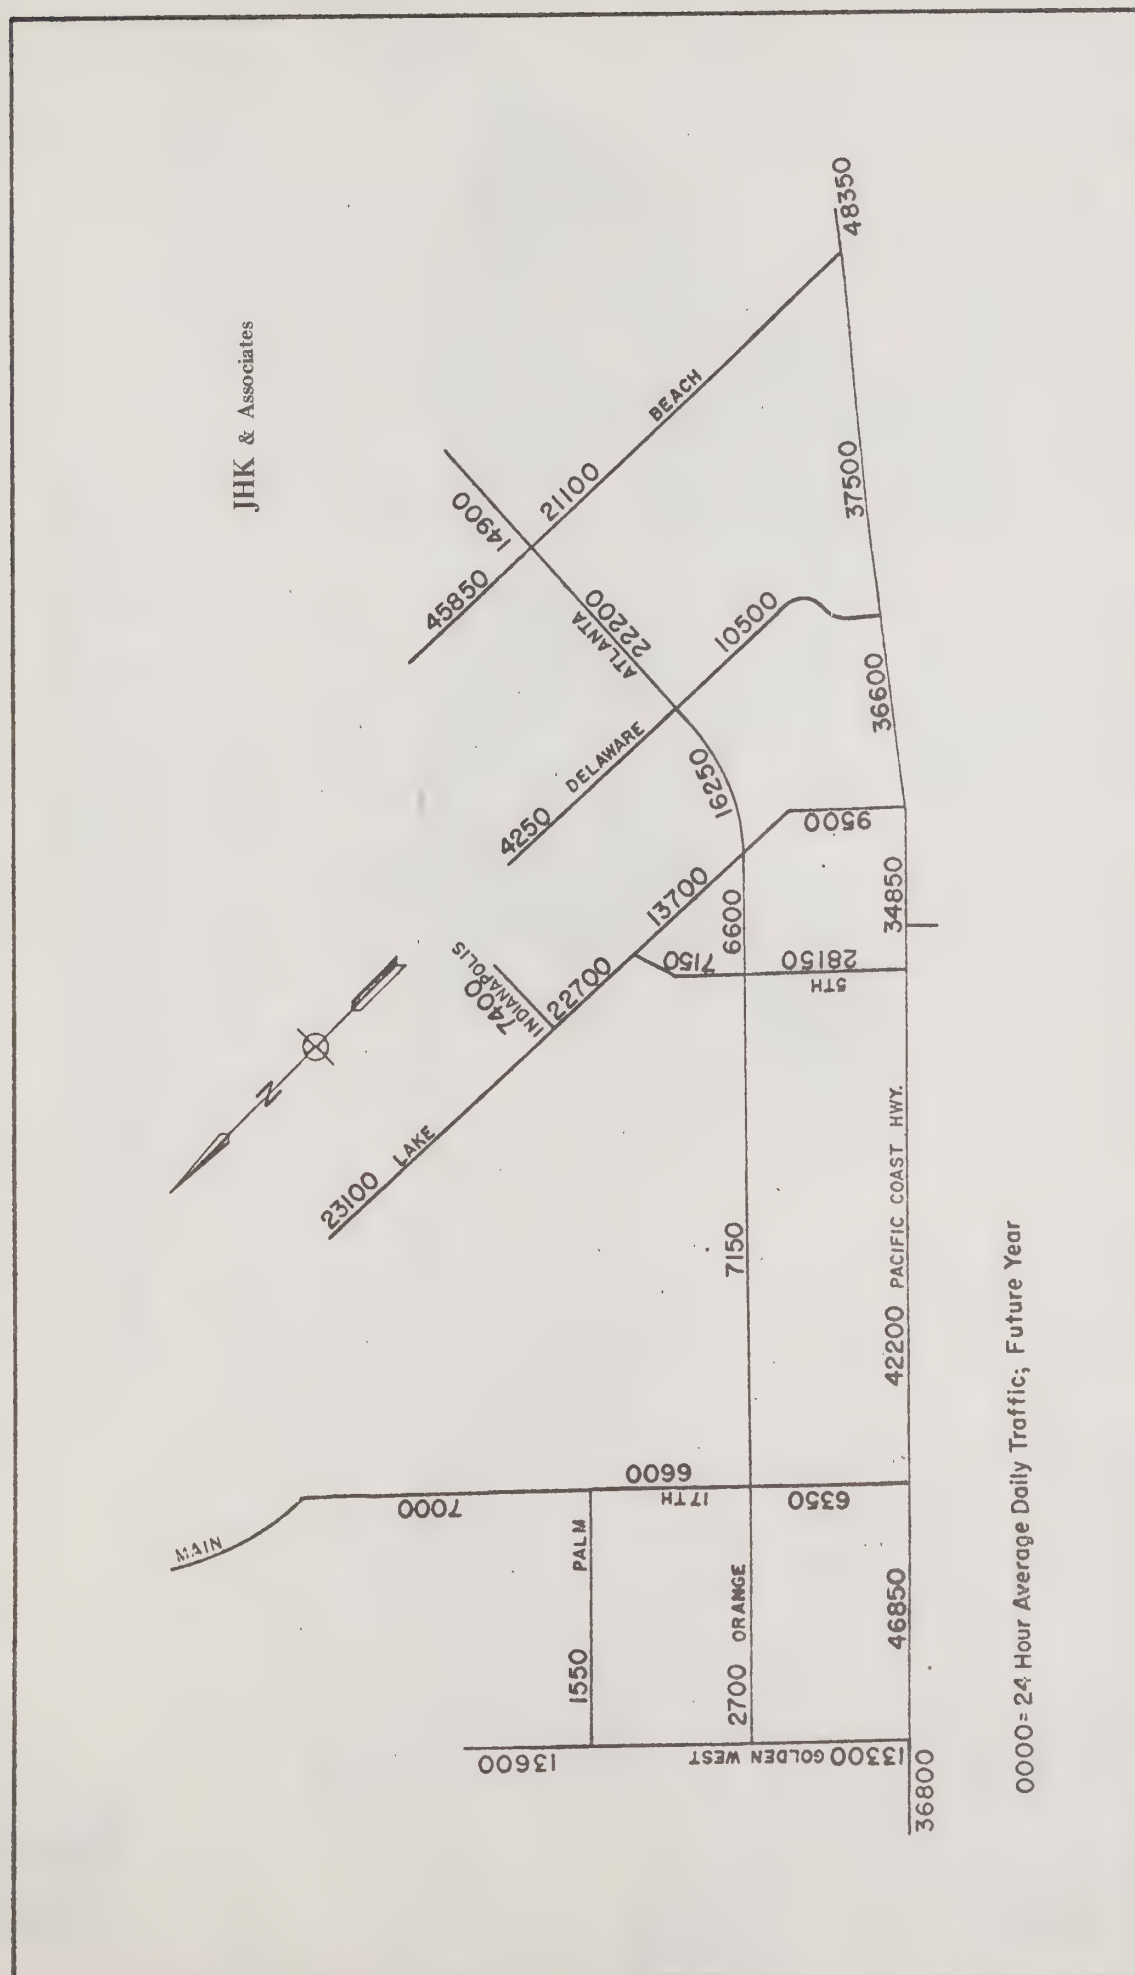 JHK & Associates
48350
BEACH
21100
45850
14900
22200
ATLANTA
37500
10500
36600
DELAWARE
4250
16250
9500
34850
13700
6600
7150
28150
5TH
INDIANAPOLIS
7400
22700
N
LAKE
23100
7150
42200 PACIFIC COAST HWY.
MAIN
7000
6600
17TH
6350
PALM
1550
2700 ORANGE
46850
13600
13300 GOLDEN WEST
36800
0000=24 Hour Average Daily Traffic; Future Year